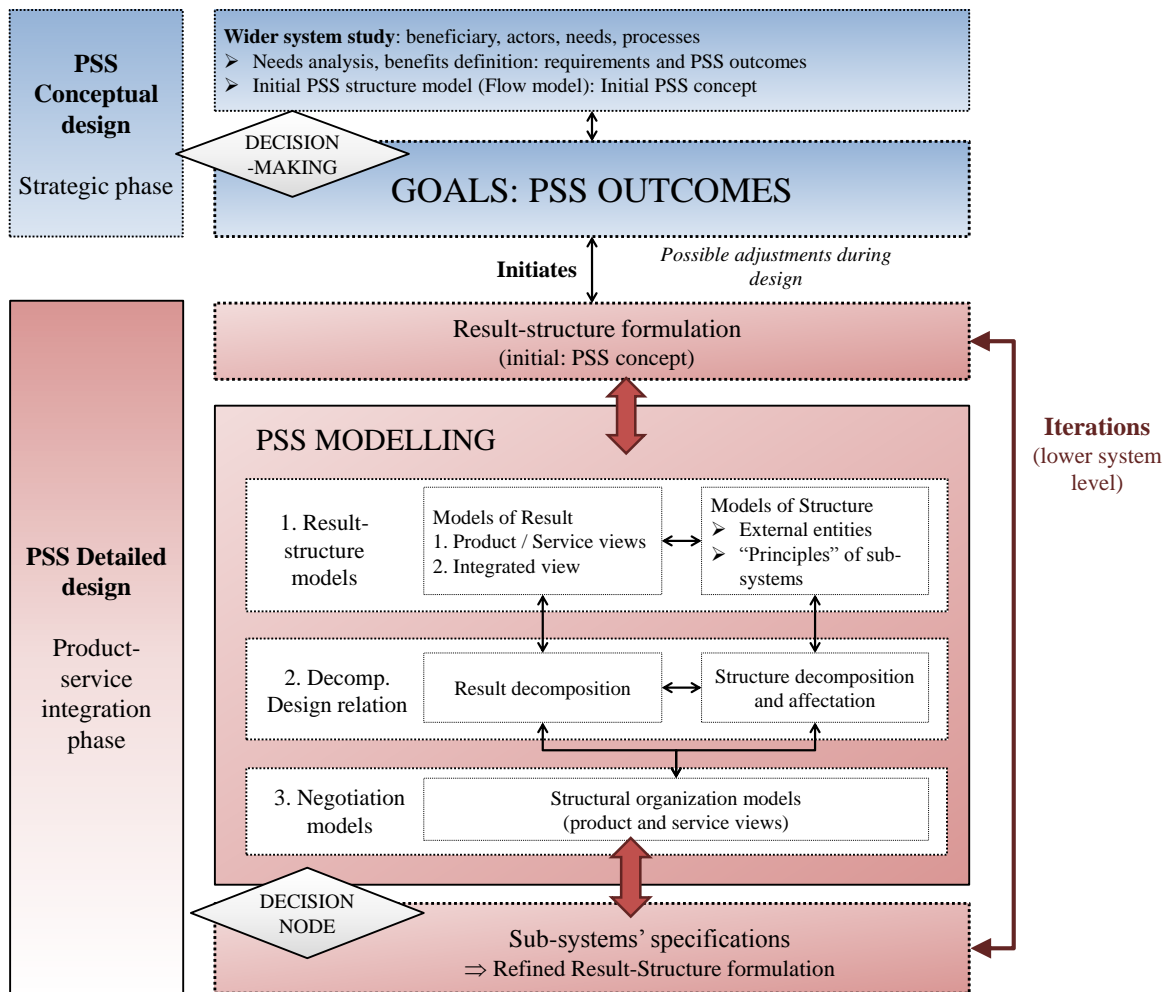 PSS
Conceptual
design
Strategic phase
Wider system study: beneficiary, actors, needs, processes
➢ Needs analysis, benefits definition: requirements and PSS outcomes
➢ Initial PSS structure model (Flow model): Initial PSS concept
DECISION
-MAKING
GOALS: PSS OUTCOMES
Initiates
Possible adjustments during
design
Result-structure formulation
(initial: PSS concept)
PSS Detailed
design
Product-
service
integration
phase
PSS MODELLING
1. Result-
structure
models
Models of Result
1. Product / Service views
2. Integrated view
Models of Structure
➢ External entities
➢ “Principles” of sub-
systems
2. Decomp.
Design relation
Result decomposition
Structure decomposition
and affectation
3. Negotiation
models
Structural organization models
(product and service views)
Iterations
(lower system
level)
DECISION
NODE
Sub-systems’ specifications
⇒ Refined Result-Structure formulation